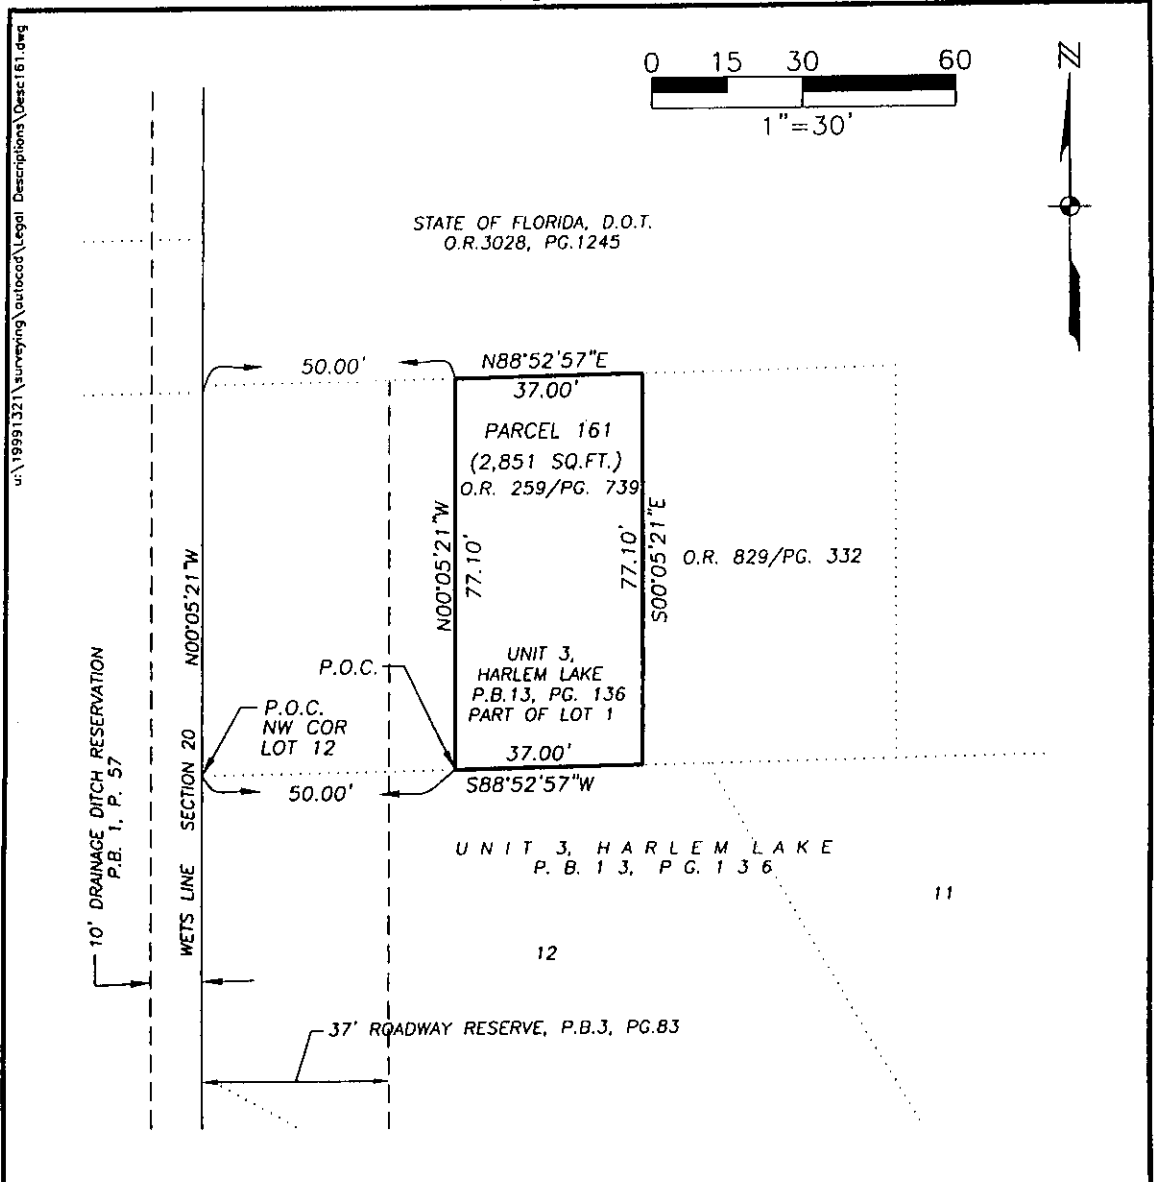 u:\19991321\surveying\autocad\Legal Descriptions\Desc161.dwg
0 15 30 60
1"=30'
N
STATE OF FLORIDA, D.O.T.
O.R.3028, PG.1245
50.00'
N88°52'57"E
37.00'
PARCEL 161
(2,851 SQ.FT.)
O.R. 259/PG. 739
N00°05'21"W
77.10'
77.10'
S00°05'21"E
O.R. 829/PG. 332
N00°05'21"W
WETS LINE SECTION 20
10' DRAINAGE DITCH RESERVATION
P.B. 1, P. 57
P.O.C.
P.O.C.
NW COR
LOT 12
UNIT 3,
HARLEM LAKE
P.B.13, PG. 136
PART OF LOT 1
37.00'
S88°52'57"W
50.00'
UNIT 3, HARLEM LAKE
P.B.13, PG.136
11
12
37' ROADWAY RESERVE, P.B.3, PG.83